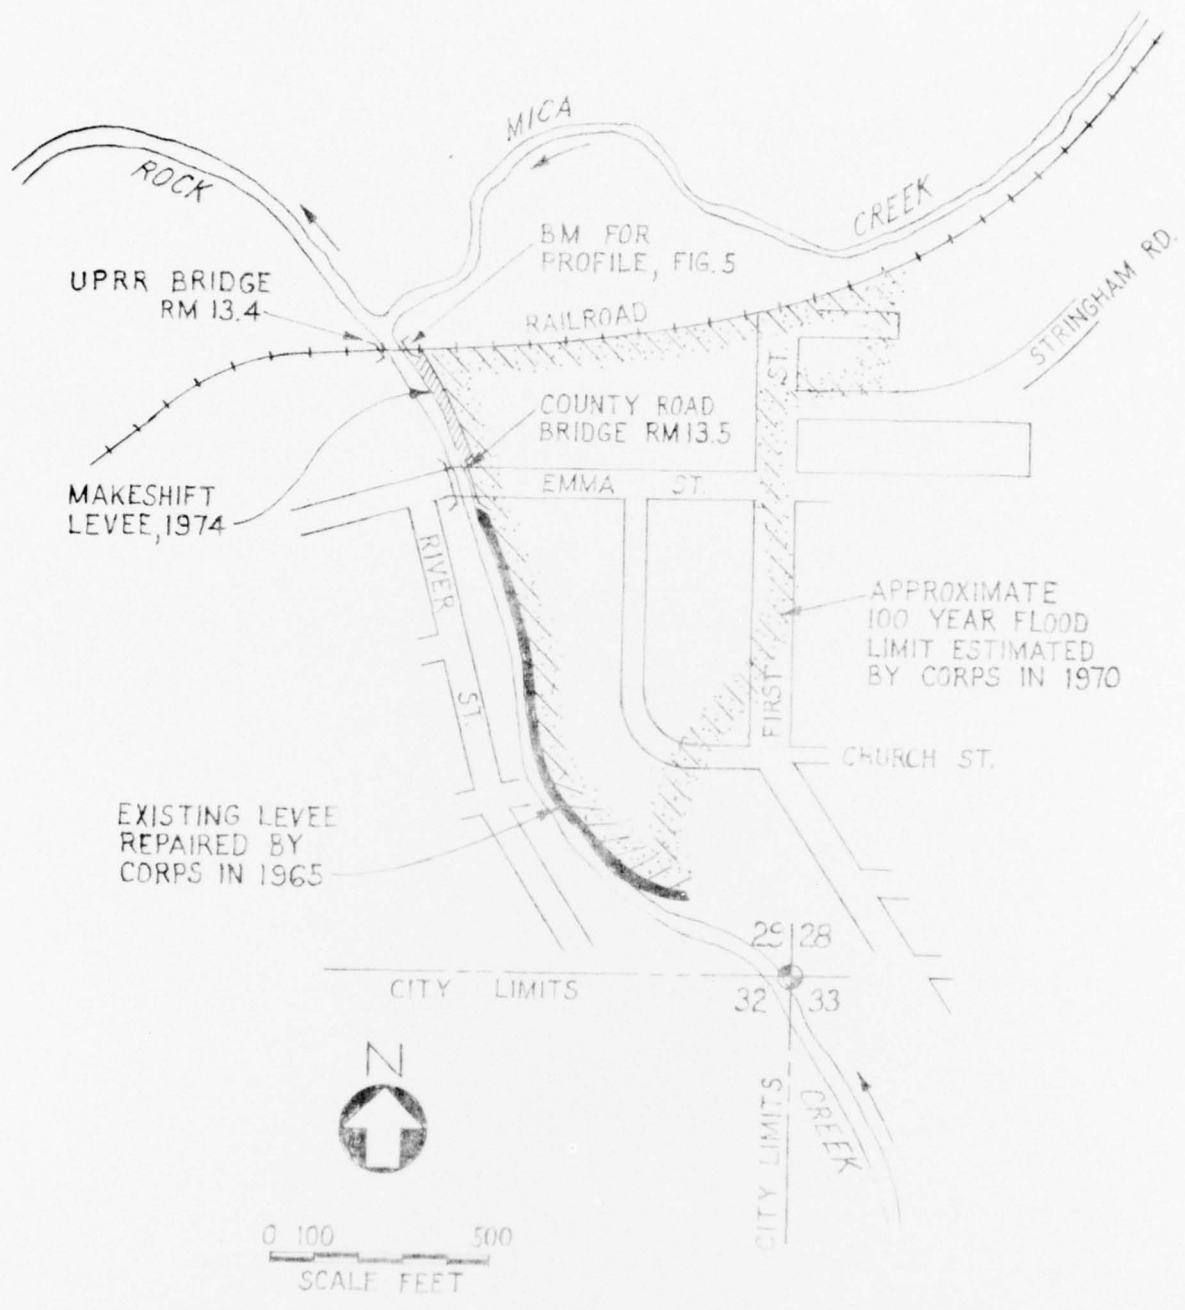 MICA
ROCK
CREEK
BM FOR
PROFILE, FIG. 5
UPRR BRIDGE
RM 13.4
RAILROAD
STRINGHAM RD.
ST.
COUNTY ROAD
BRIDGE RM 13.5
EMMA ST.
MAKESHIFT
LEVEE, 1974
RIVER
ST.
APPROXIMATE
100 YEAR FLOOD
LIMIT ESTIMATED
BY CORPS IN 1970
FIRST
CHURCH ST.
EXISTING LEVEE
REPAIRED BY
CORPS IN 1965
29 28
32 33
CITY LIMITS
N
CITY LIMITS
CREEK
0 100 500
SCALE FEET